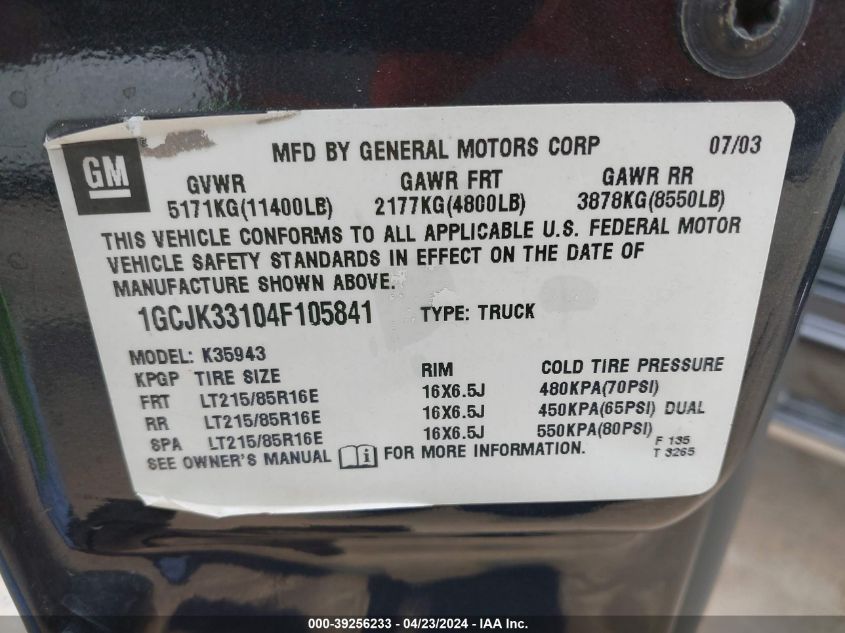 GM
MFD BY GENERAL MOTORS CORP 07/03
GVWR GAWR FRT GAWR RR
5171KG(11400LB) 2177KG(4800LB) 3878KG(8550LB)
THIS VEHICLE CONFORMS TO ALL APPLICABLE U.S. FEDERAL MOTOR
VEHICLE SAFETY STANDARDS IN EFFECT ON THE DATE OF
MANUFACTURE SHOWN ABOVE.
1GCJK33104F105841 TYPE: TRUCK
MODEL: K35943
KPGP TIRE SIZE RIM COLD TIRE PRESSURE
FRT LT215/85R16E 16X6.5J 480KPA(70PSI)
RR LT215/85R16E 16X6.5J 450KPA(65PSI) DUAL
SPA LT215/85R16E 16X6.5J 550KPA(80PSI)
SEE OWNER'S MANUAL i FOR MORE INFORMATION.
F 135
T 3265
000-39256233 - 04/23/2024 - IAA Inc.